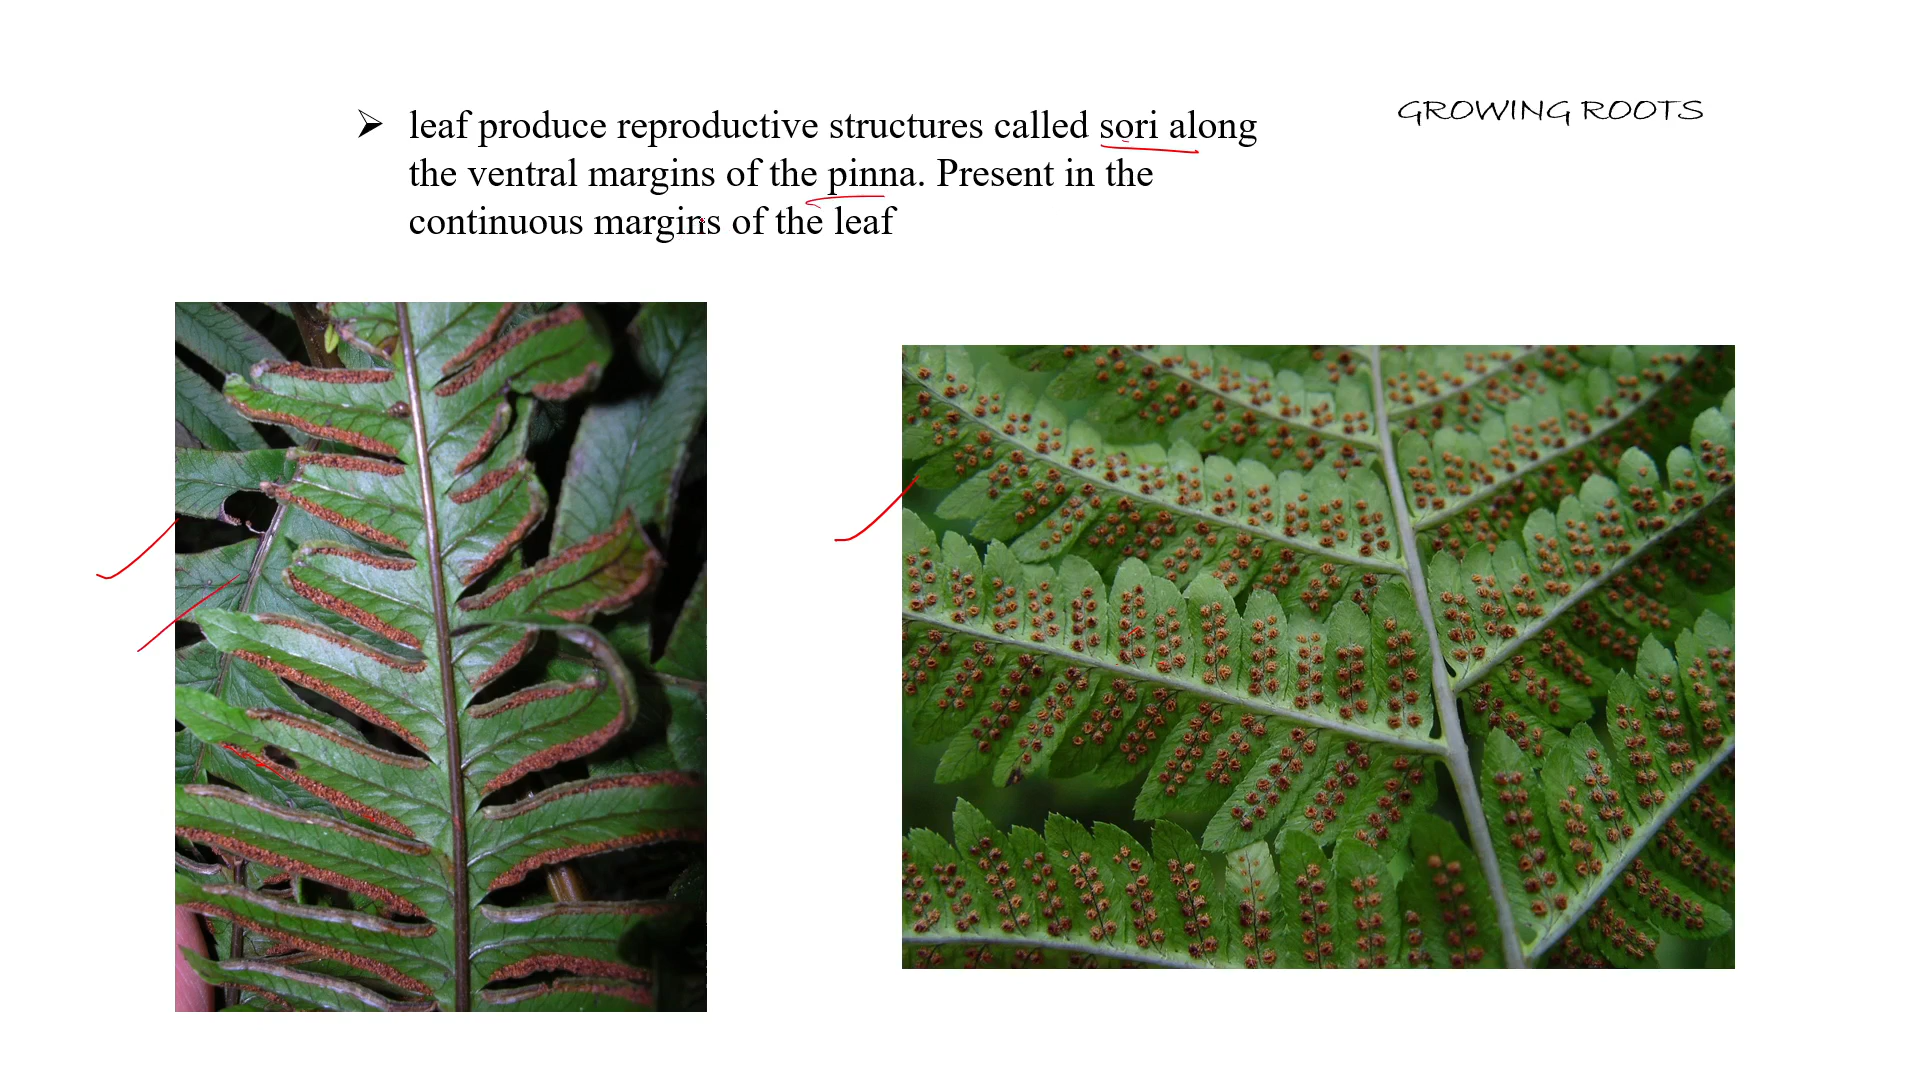 GROWING ROOTS
➢ leaf produce reproductive structures called sori along
the ventral margins of the pinna. Present in the
continuous margins of the leaf